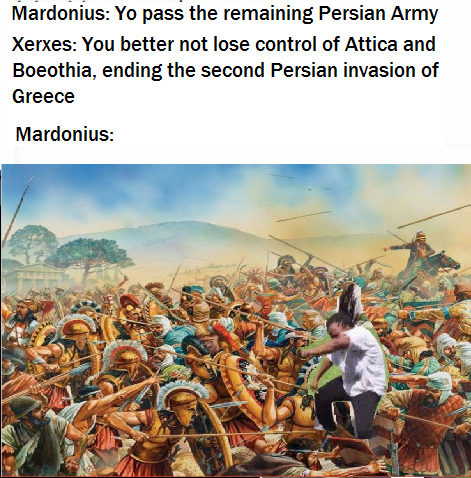 Mardonius: Yo pass the remaining Persian Army
Xerxes: You better not lose control of Attica and
Boeothia, ending the second Persian invasion of
Greece
Mardonius: